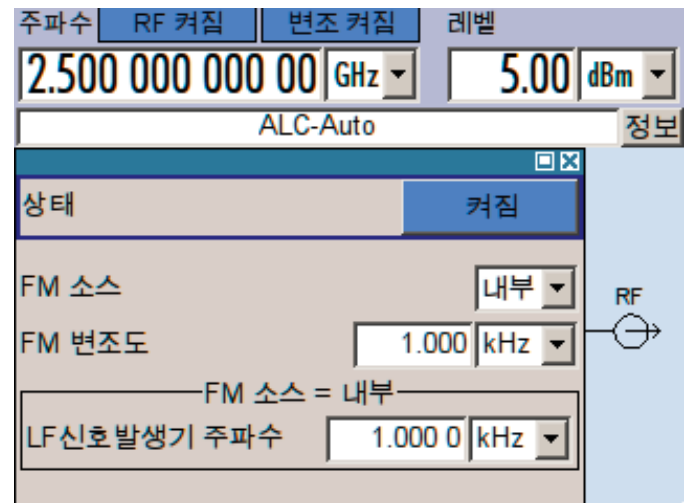 주파수 RF 켜짐 변조 켜짐 레벨
2.500 000 000 00 GHz 5.00 dBm
ALC-Auto 정보
상태 켜짐
FM 소스 내부
RF
FM 변조도 1.000 kHz
FM 소스 = 내부
LF신호발생기 주파수 1.000 0 kHz